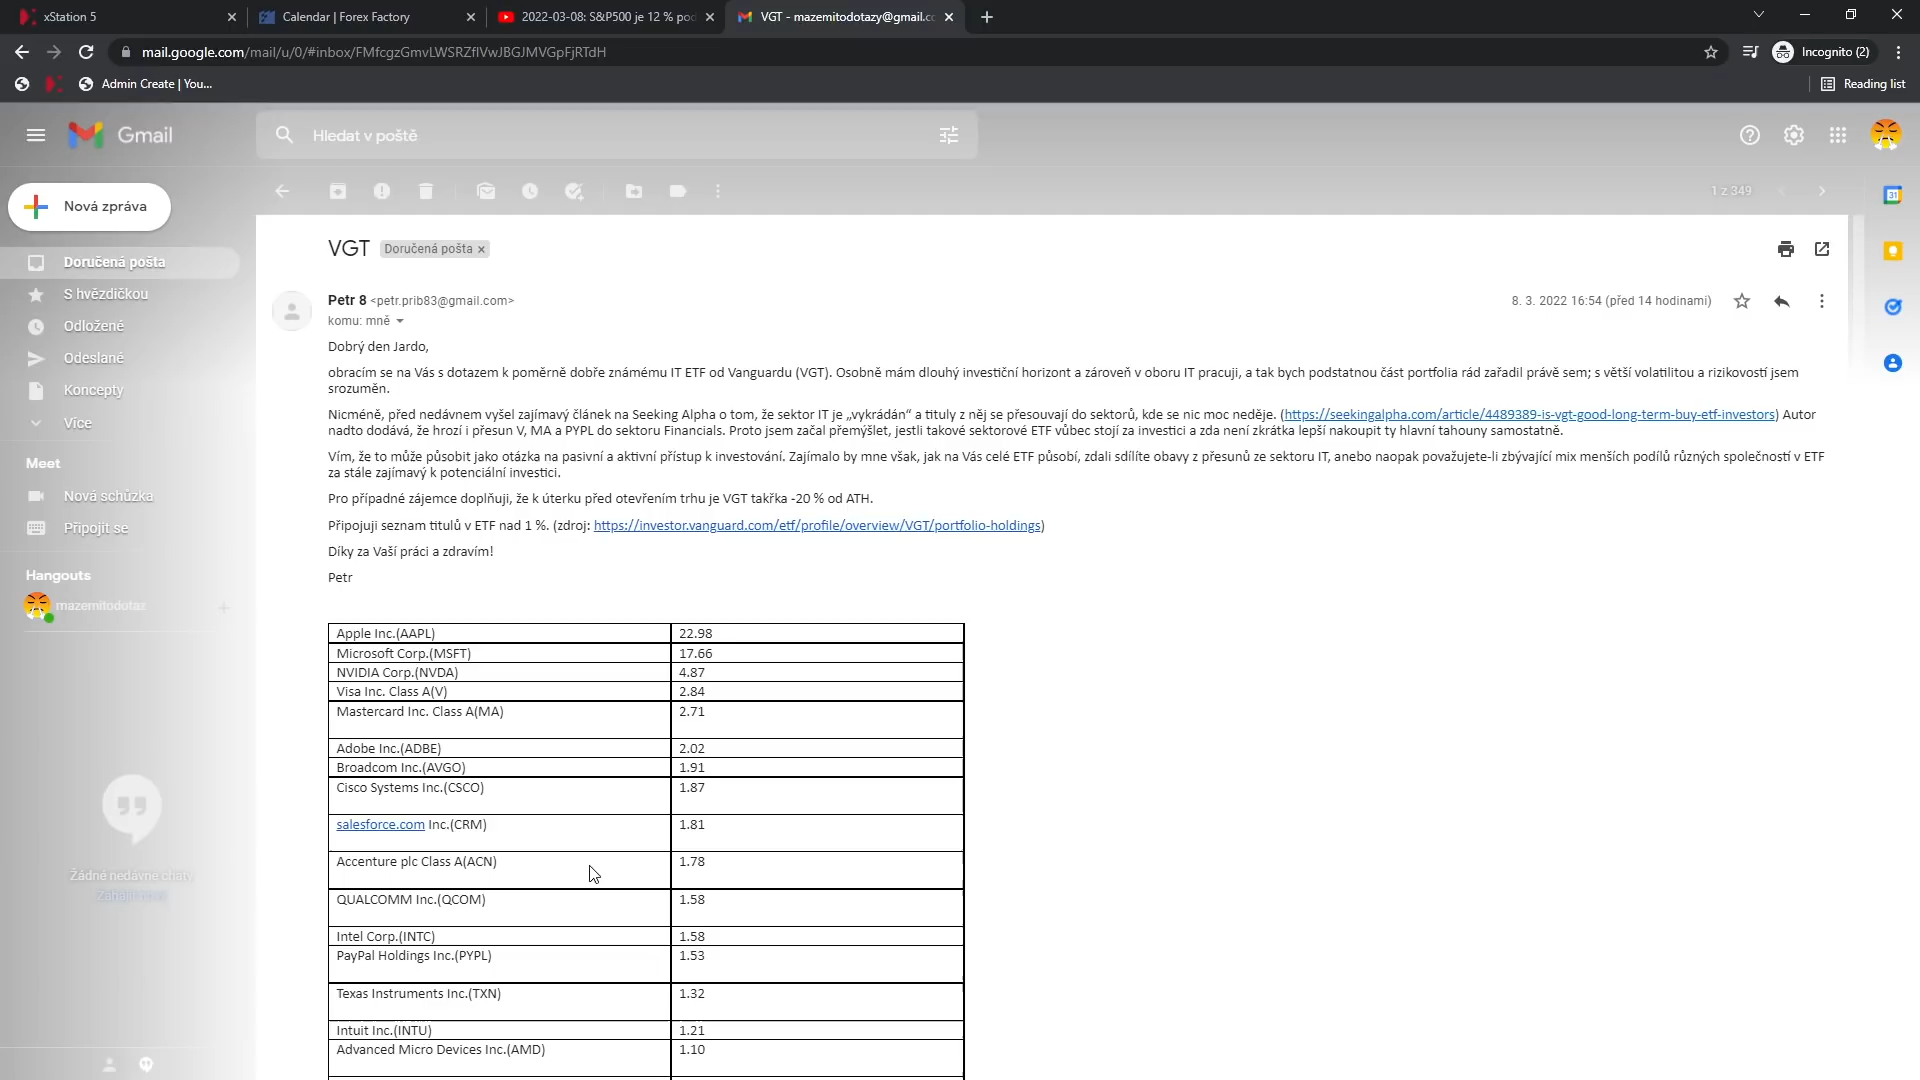 xStation 5
Calendar | Forex Factory
2022-03-08: S&P500 je 12 % pod
VGT - mazemitodotazy@gmail.cc
mail.google.com/mail/u/0/#inbox/FMfcgzGmvLWSRZflVwJBGJMVGpFjRTdH
Incognito (2)
Admin Create | You...
Reading list
Gmail
Hledat v poště
Nová zpráva
1 z 349
Doručená pošta
S hvězdičkou
Odložené
Odeslané
Koncepty
Více
Meet
Nová schůzka
Připojit se
Hangouts
mazemitodotaz
Žádné nedávné chaty
Zahájit nový
VGT Doručená pošta x
Petr 8 <petr.prib83@gmail.com>
8. 3. 2022 16:54 (před 14 hodinami)
komu: mně
Dobrý den Jardo,
obracím se na Vás s dotazem k poměrně dobře známému IT ETF od Vanguardu (VGT). Osobně mám dlouhý investiční horizont a zároveň v oboru IT pracuji, a tak bych podstatnou část portfolia rád zařadil právě sem; s větší volatilitou a rizikovostí jsem
srozuměn.
Nicméně, před nedávnem vyšel zajímavý článek na Seeking Alpha o tom, že sektor IT je „vykrádán“ a tituly z něj se přesouvají do sektorů, kde se nic moc neděje. (https://seekingalpha.com/article/4489389-is-vgt-good-long-term-buy-etf-investors) Autor
nadto dodává, že hrozí i přesun V, MA a PYPL do sektoru Financials. Proto jsem začal přemýšlet, jestli takové sektorové ETF vůbec stojí za investici a zda není zkrátka lepší nakoupit ty hlavní tahouny samostatně.
Vím, že to může působit jako otázka na pasivní a aktivní přístup k investování. Zajímalo by mne však, jak na Vás celé ETF působí, zdali sdílíte obavy z přesunů ze sektoru IT, anebo naopak považujete-li zbývající mix menších podílů různých společností v ETF
za stále zajímavý k potenciální investici.
Pro případné zájemce doplňuji, že k úterku před otevřením trhu je VGT takřka -20 % od ATH.
Připojuji seznam titulů v ETF nad 1 %. (zdroj: https://investor.vanguard.com/etf/profile/overview/VGT/portfolio-holdings)
Díky za Vaší práci a zdravím!
Petr
Apple Inc.(AAPL) 22.98
Microsoft Corp.(MSFT) 17.66
NVIDIA Corp.(NVDA) 4.87
Visa Inc. Class A(V) 2.84
Mastercard Inc. Class A(MA) 2.71
Adobe Inc.(ADBE) 2.02
Broadcom Inc.(AVGO) 1.91
Cisco Systems Inc.(CSCO) 1.87
salesforce.com Inc.(CRM) 1.81
Accenture plc Class A(ACN) 1.78
QUALCOMM Inc.(QCOM) 1.58
Intel Corp.(INTC) 1.58
PayPal Holdings Inc.(PYPL) 1.53
Texas Instruments Inc.(TXN) 1.32
Intuit Inc.(INTU) 1.21
Advanced Micro Devices Inc.(AMD) 1.10